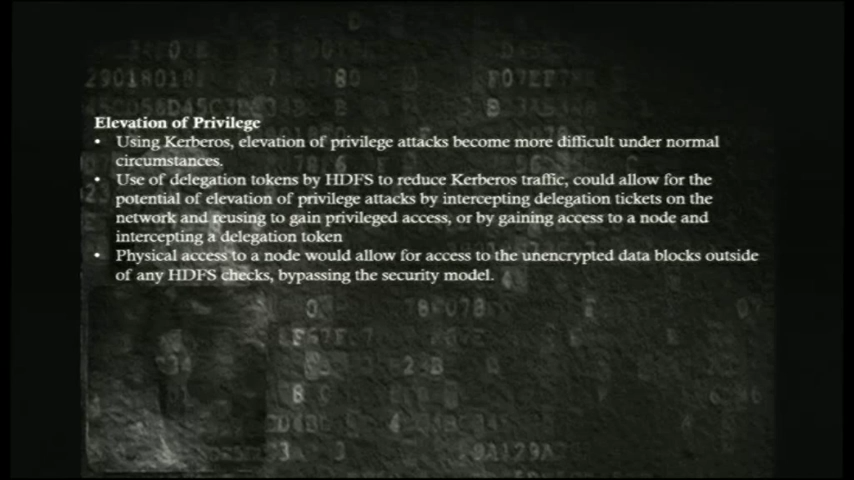 Elevation of Privilege
• Using Kerberos, elevation of privilege attacks become more difficult under normal
circumstances.
• Use of delegation tokens by HDFS to reduce Kerberos traffic, could allow for the
potential of elevation of privilege attacks by intercepting delegation tickets on the
network and reusing to gain privileged access, or by gaining access to a node and
intercepting a delegation token
• Physical access to a node would allow for access to the unencrypted data blocks outside
of any HDFS checks, bypassing the security model.